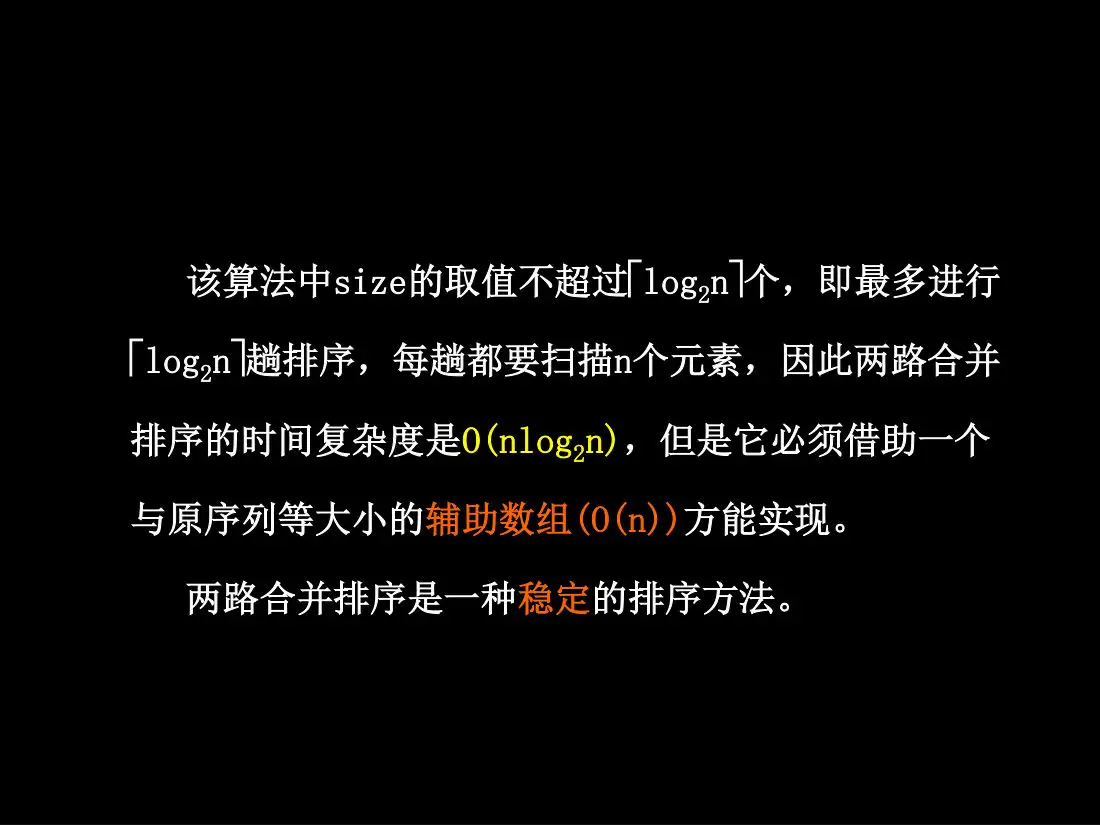 该算法中size的取值不超过⌈log₂n⌉个，即最多进行
⌈log₂n⌉趟排序，每趟都要扫描n个元素，因此两路合并
排序的时间复杂度是O(nlog₂n)，但是它必须借助一个
与原序列等大小的辅助数组(O(n))方能实现。
两路合并排序是一种稳定的排序方法。